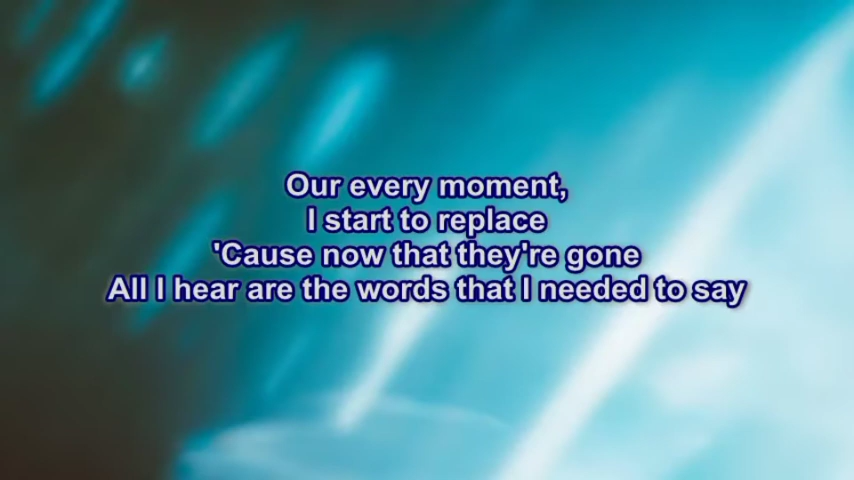 Our every moment,
I start to replace
'Cause now that they're gone
All I hear are the words that I needed to say